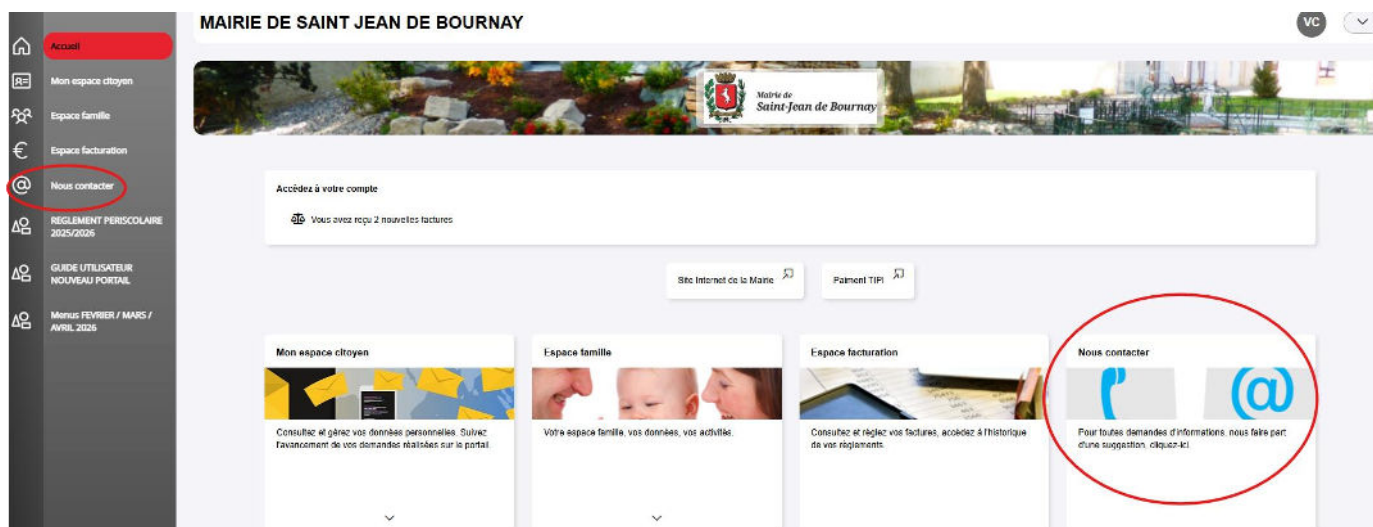 MAIRIE DE SAINT JEAN DE BOURNAY
VC
Accueil
Mon espace citoyen
Espace famille
Espace facturation
Nous contacter
REGLEMENT PERISCOLAIRE
2025/2026
GUIDE UTILISATEUR
NOUVEAU PORTAIL
Menus FEVRIER / MARS /
AVRIL 2026
Mairie de
Saint-Jean de Bournay
Accédez à votre compte
Vous avez reçu 2 nouvelles factures
Site Internet de la Mairie
Paiment TIPI
Mon espace citoyen
Consultez et gérez vos données personnelles. Suivez
l'avancement de vos demandes réalisées sur le portail.
Espace famille
Votre espace famille, vos données, vos activités.
Espace facturation
Consultez et réglez vos factures, accédez à l'historique
de vos règlements.
Nous contacter
Pour toutes demandes d'informations, nous faire part
d'une suggestion, cliquez-ici.